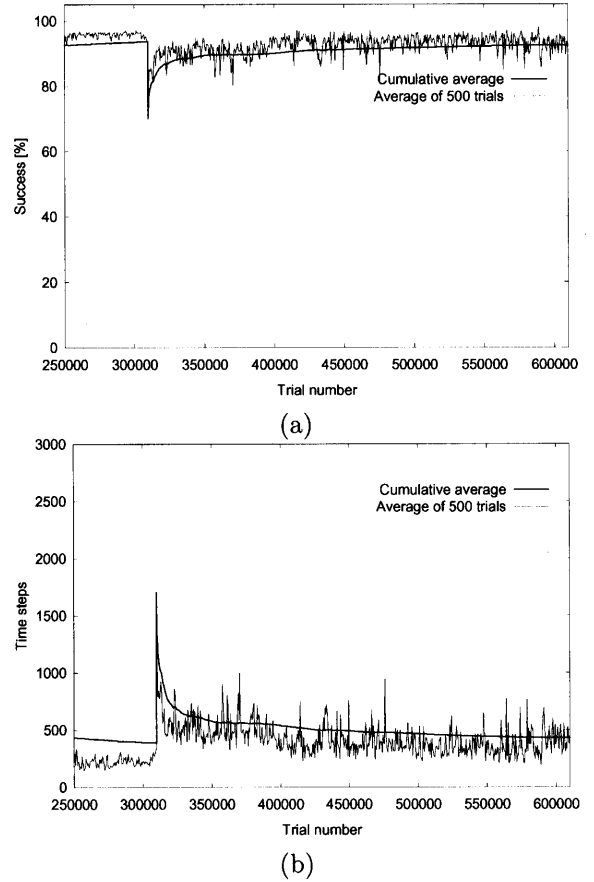 100
80
60
40
20
0
Success [%]
Cumulative average
Average of 500 trials
250000 300000 350000 400000 450000 500000 550000 600000
Trial number
(a)
3000
2500
2000
1500
1000
500
0
Time steps
Cumulative average
Average of 500 trials
250000 300000 350000 400000 450000 500000 550000 600000
Trial number
(b)